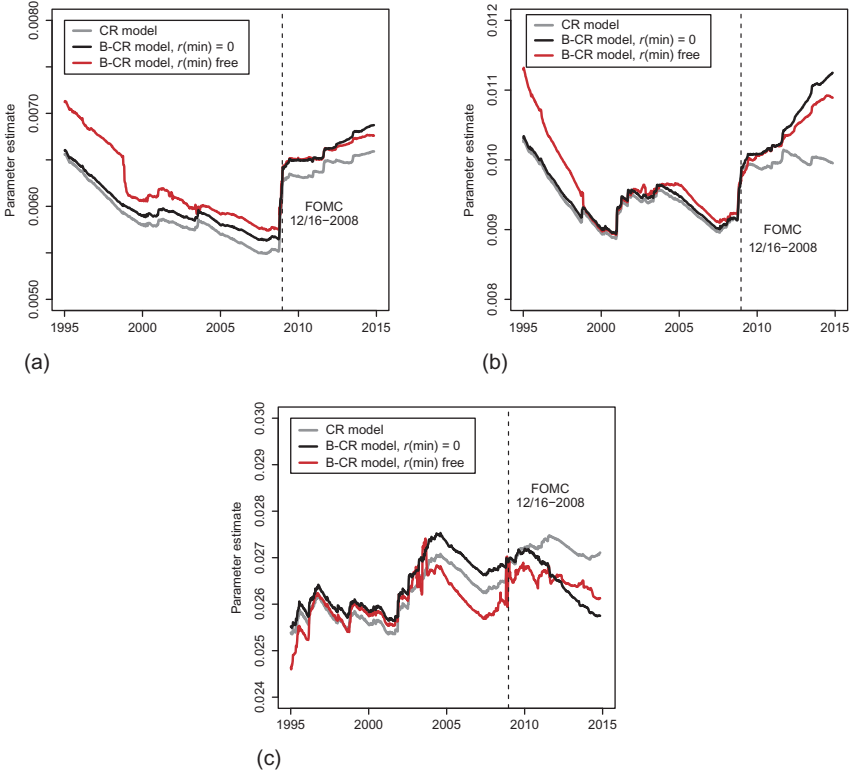 0.0080
0.0070
0.0060
0.0050
Parameter estimate
CR model
B-CR model, r(min) = 0
B-CR model, r(min) free
FOMC
12/16−2008
1995 2000 2005 2010 2015
(a)
0.012
0.011
0.010
0.009
0.008
Parameter estimate
CR model
B-CR model, r(min) = 0
B-CR model, r(min) free
FOMC
12/16−2008
1995 2000 2005 2010 2015
(b)
0.030
0.029
0.028
0.027
0.026
0.025
0.024
Parameter estimate
CR model
B-CR model, r(min) = 0
B-CR model, r(min) free
FOMC
12/16−2008
1995 2000 2005 2010 2015
(c)